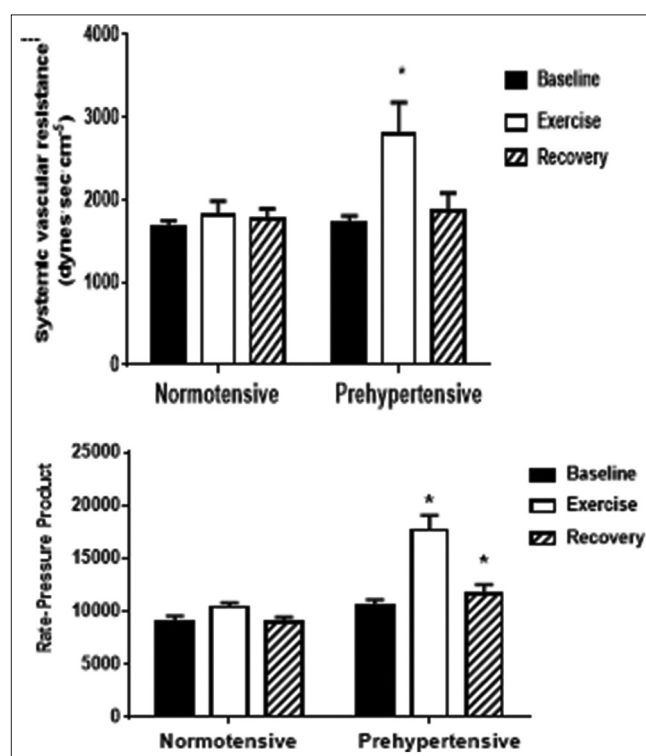 Systemic vascular resistance
(dynes·sec·cm-5)
4000
3000
2000
1000
0
*
Baseline
Exercise
Recovery
Normotensive
Prehypertensive
Rate-Pressure Product
25000
20000
15000
10000
5000
0
*
*
Baseline
Exercise
Recovery
Normotensive
Prehypertensive